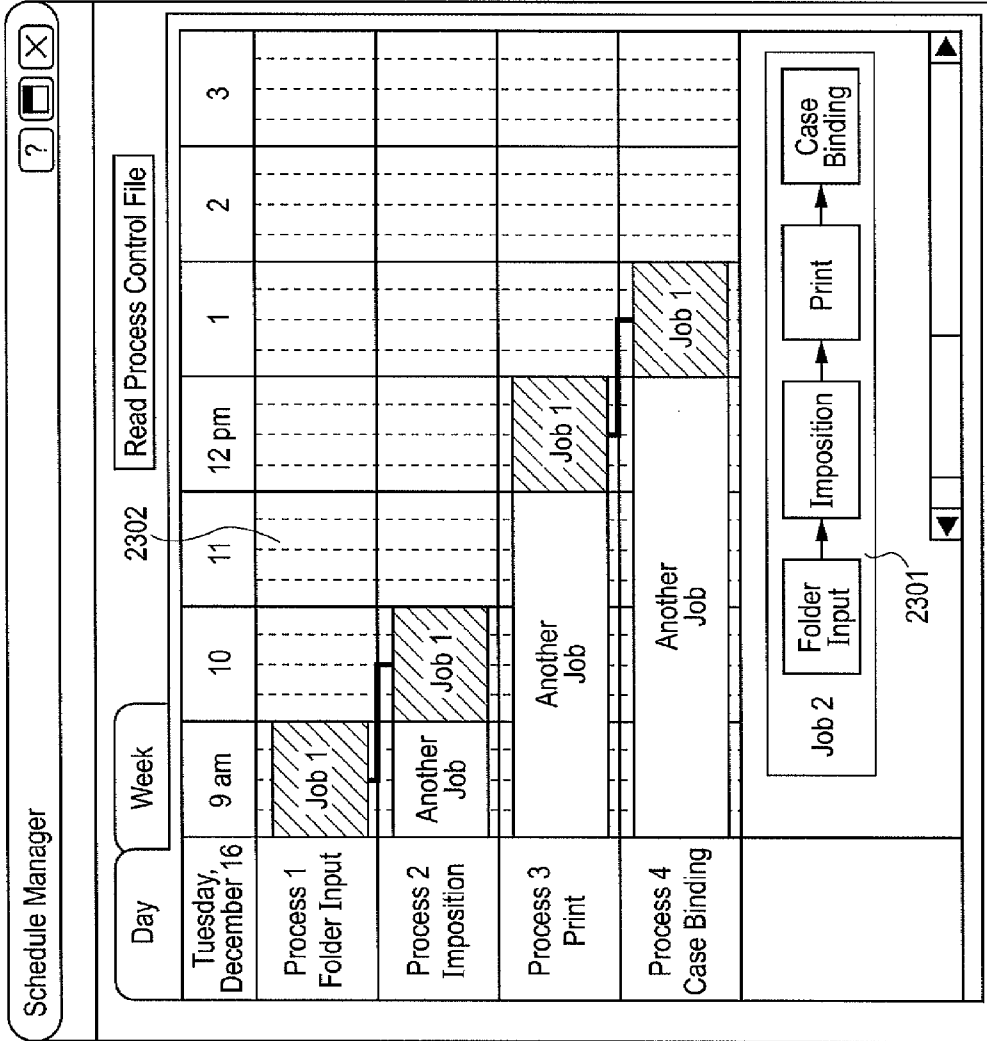 Schedule Manager
?
Day
Week
2302
Read Process Control File
Tuesday,
December 16
9 am
10
11
12 pm
1
2
3
Process 1
Folder Input
Job 1
Process 2
Imposition
Another
Job
Job 1
Process 3
Print
Another
Job
Job 1
Process 4
Case Binding
Another
Job
Job 1
Job 2
Folder
Input
Imposition
Print
Case
Binding
2301